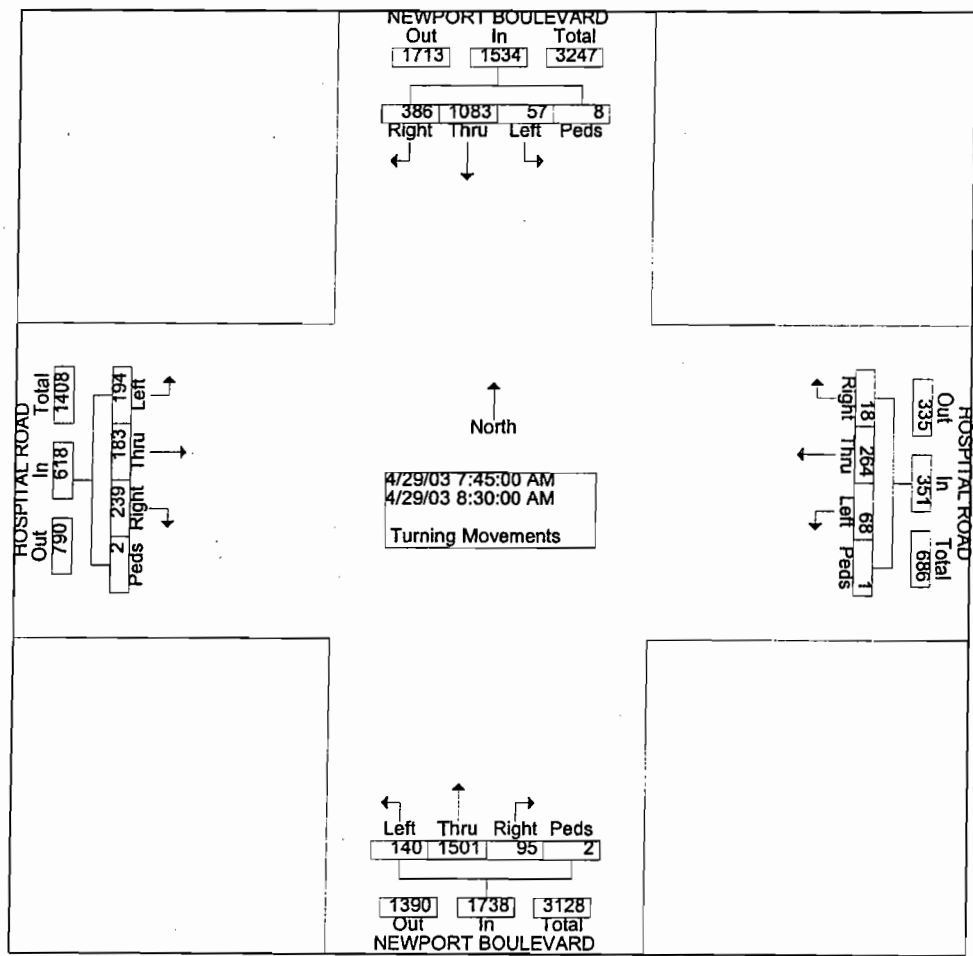 NEWPORT BOULEVARD
Out In Total
1713 1534 3247
386 1083 57 8
Right Thru Left Peds
HOSPITAL ROAD
Total In Out
1408 618 790
194 183 239 2
Left Thru Right Peds
North
4/29/03 7:45:00 AM
4/29/03 8:30:00 AM
Turning Movements
Right Thru Left Peds
18 264 68 1
335 351 686
Out In Total
HOSPITAL ROAD
Left Thru Right Peds
140 1501 95 2
1390 1738 3128
Out In Total
NEWPORT BOULEVARD